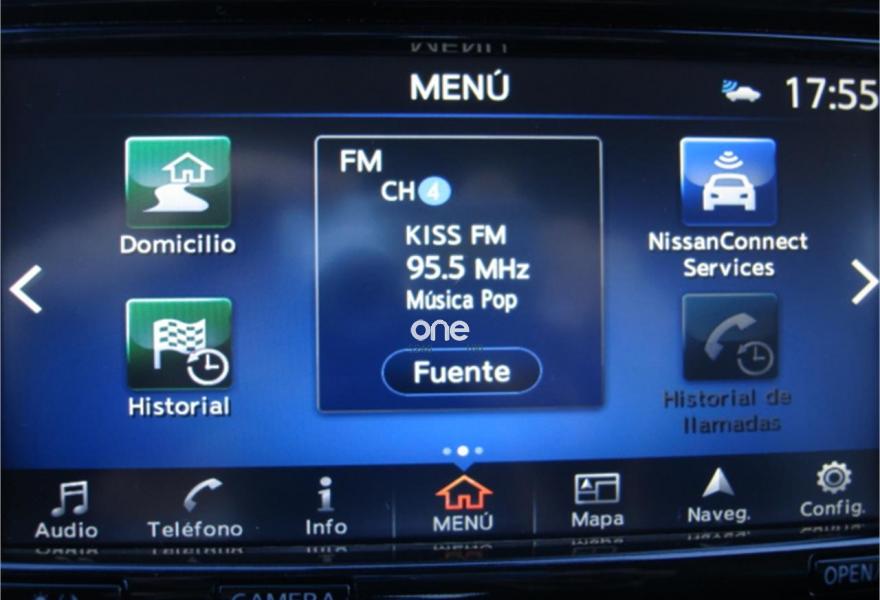 MENÚ
17:55
FM
CH 4
KISS FM
95.5 MHz
Música Pop
one
Fuente
Domicilio
Historial
NissanConnect
Services
Historial de
llamadas
Audio
Teléfono
Info
MENÚ
Mapa
Naveg.
Config.
CAMERA
OPEN